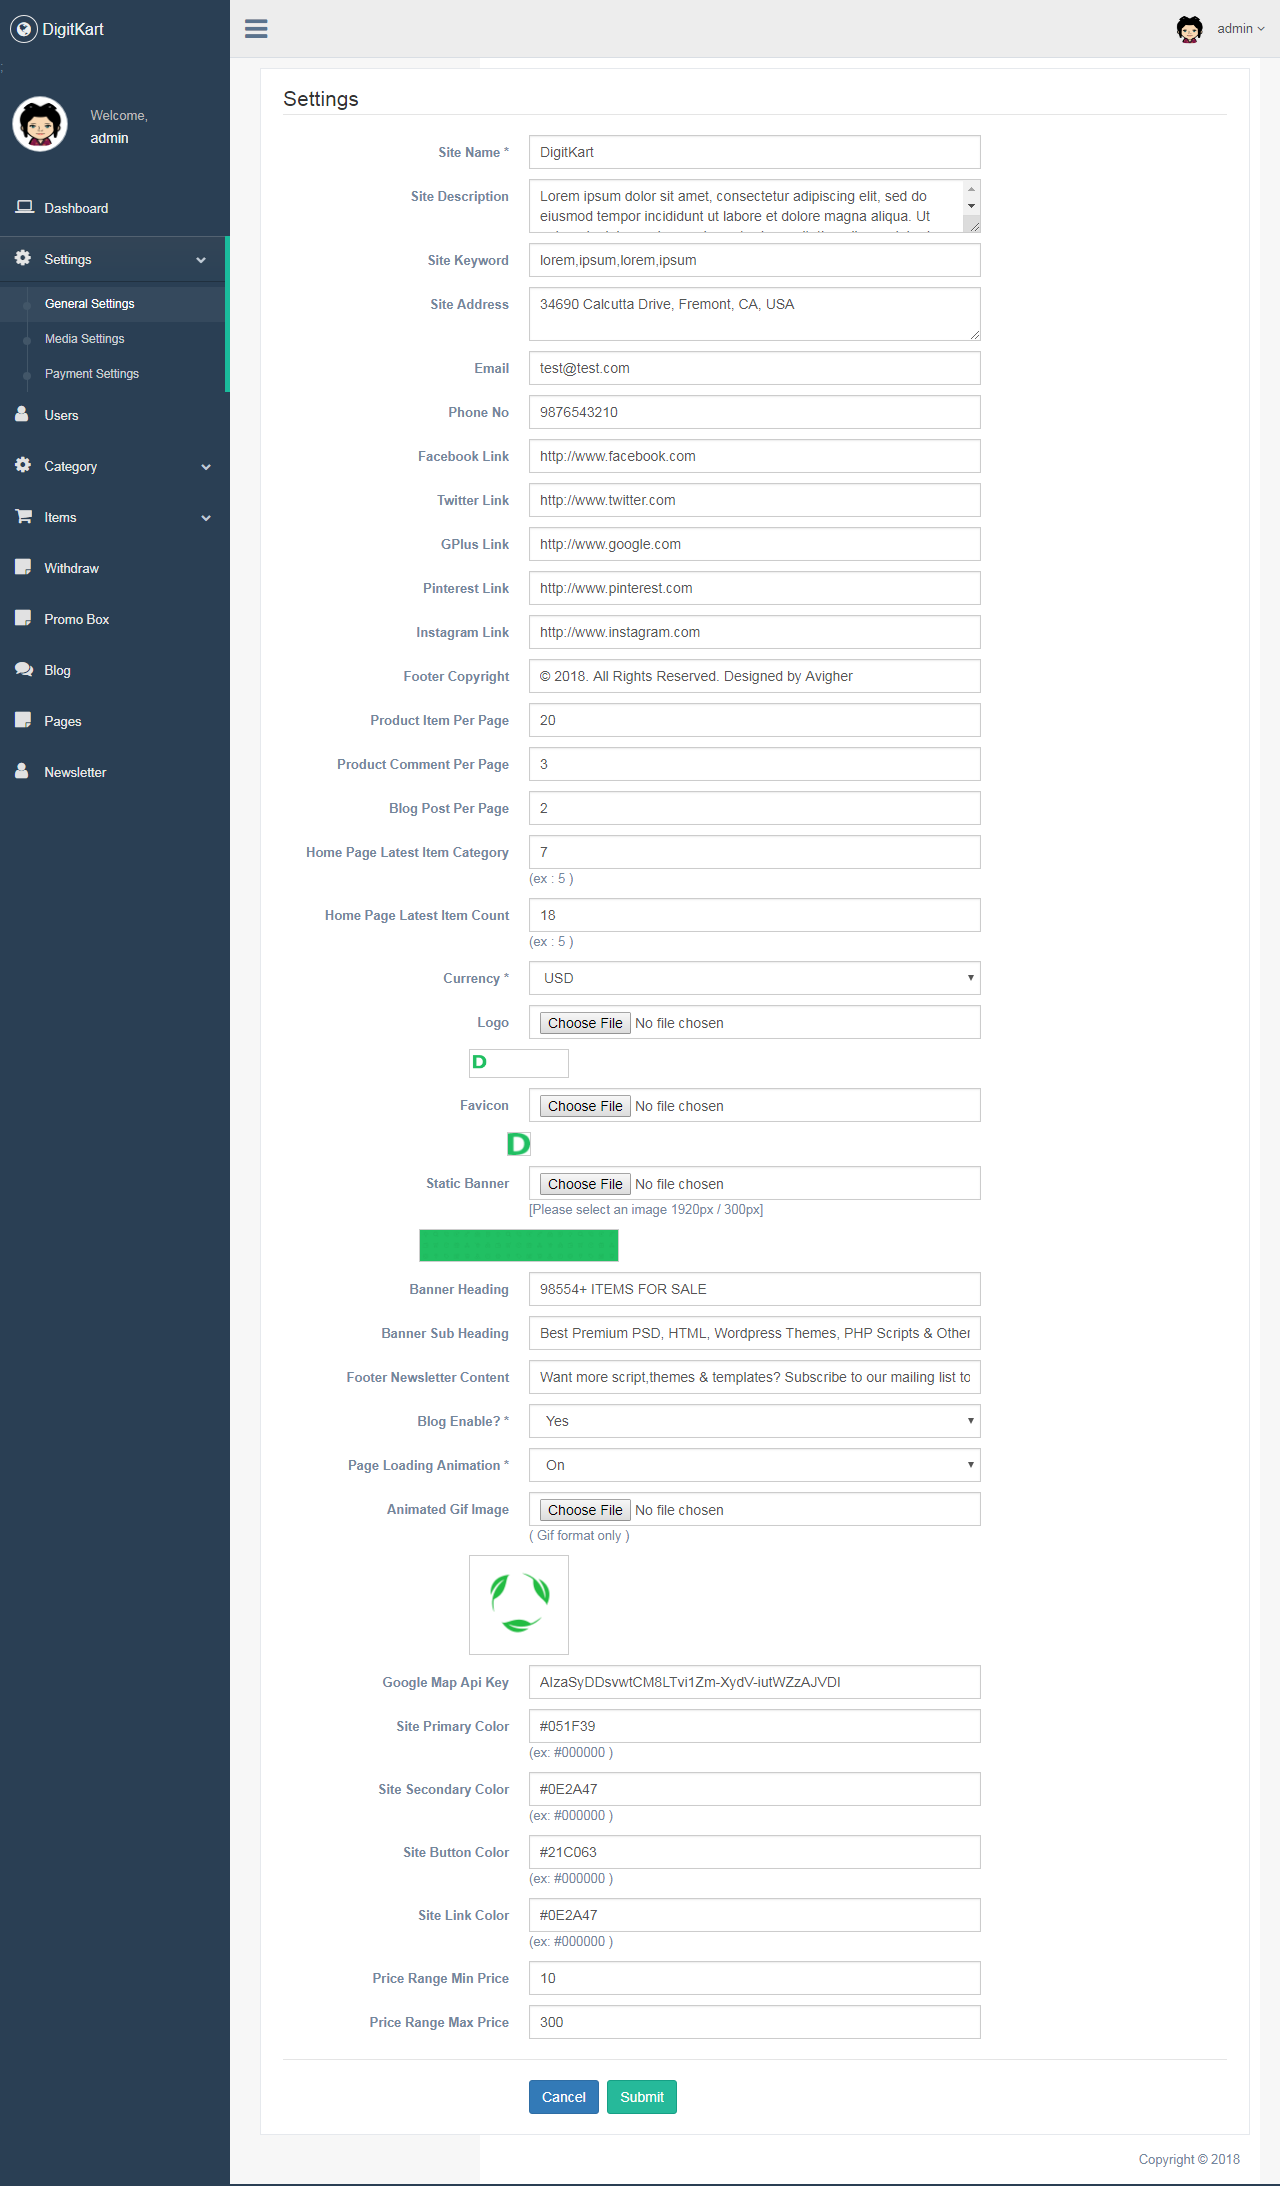 DigitKart
admin
;
Welcome,
admin
Dashboard
Settings
General Settings
Media Settings
Payment Settings
Users
Category
Items
Withdraw
Promo Box
Blog
Pages
Newsletter
Settings
Site Name *
DigitKart
Site Description
Lorem ipsum dolor sit amet, consectetur adipiscing elit, sed do
eiusmod tempor incididunt ut labore et dolore magna aliqua. Ut
Site Keyword
lorem,ipsum,lorem,ipsum
Site Address
34690 Calcutta Drive, Fremont, CA, USA
Email
test@test.com
Phone No
9876543210
Facebook Link
http://www.facebook.com
Twitter Link
http://www.twitter.com
GPlus Link
http://www.google.com
Pinterest Link
http://www.pinterest.com
Instagram Link
http://www.instagram.com
Footer Copyright
© 2018. All Rights Reserved. Designed by Avigher
Product Item Per Page
20
Product Comment Per Page
3
Blog Post Per Page
2
Home Page Latest Item Category
7
(ex : 5 )
Home Page Latest Item Count
18
(ex : 5 )
Currency *
USD
Logo
Choose File No file chosen
D
Favicon
Choose File No file chosen
D
Static Banner
Choose File No file chosen
[Please select an image 1920px / 300px]
Banner Heading
98554+ ITEMS FOR SALE
Banner Sub Heading
Best Premium PSD, HTML, Wordpress Themes, PHP Scripts & Other
Footer Newsletter Content
Want more script,themes & templates? Subscribe to our mailing list to
Blog Enable? *
Yes
Page Loading Animation *
On
Animated Gif Image
Choose File No file chosen
( Gif format only )
Google Map Api Key
AIzaSyDDsvwtCM8LTvi1Zm-XydV-iutWZzAJVDI
Site Primary Color
#051F39
(ex: #000000 )
Site Secondary Color
#0E2A47
(ex: #000000 )
Site Button Color
#21C063
(ex: #000000 )
Site Link Color
#0E2A47
(ex: #000000 )
Price Range Min Price
10
Price Range Max Price
300
Cancel
Submit
Copyright © 2018